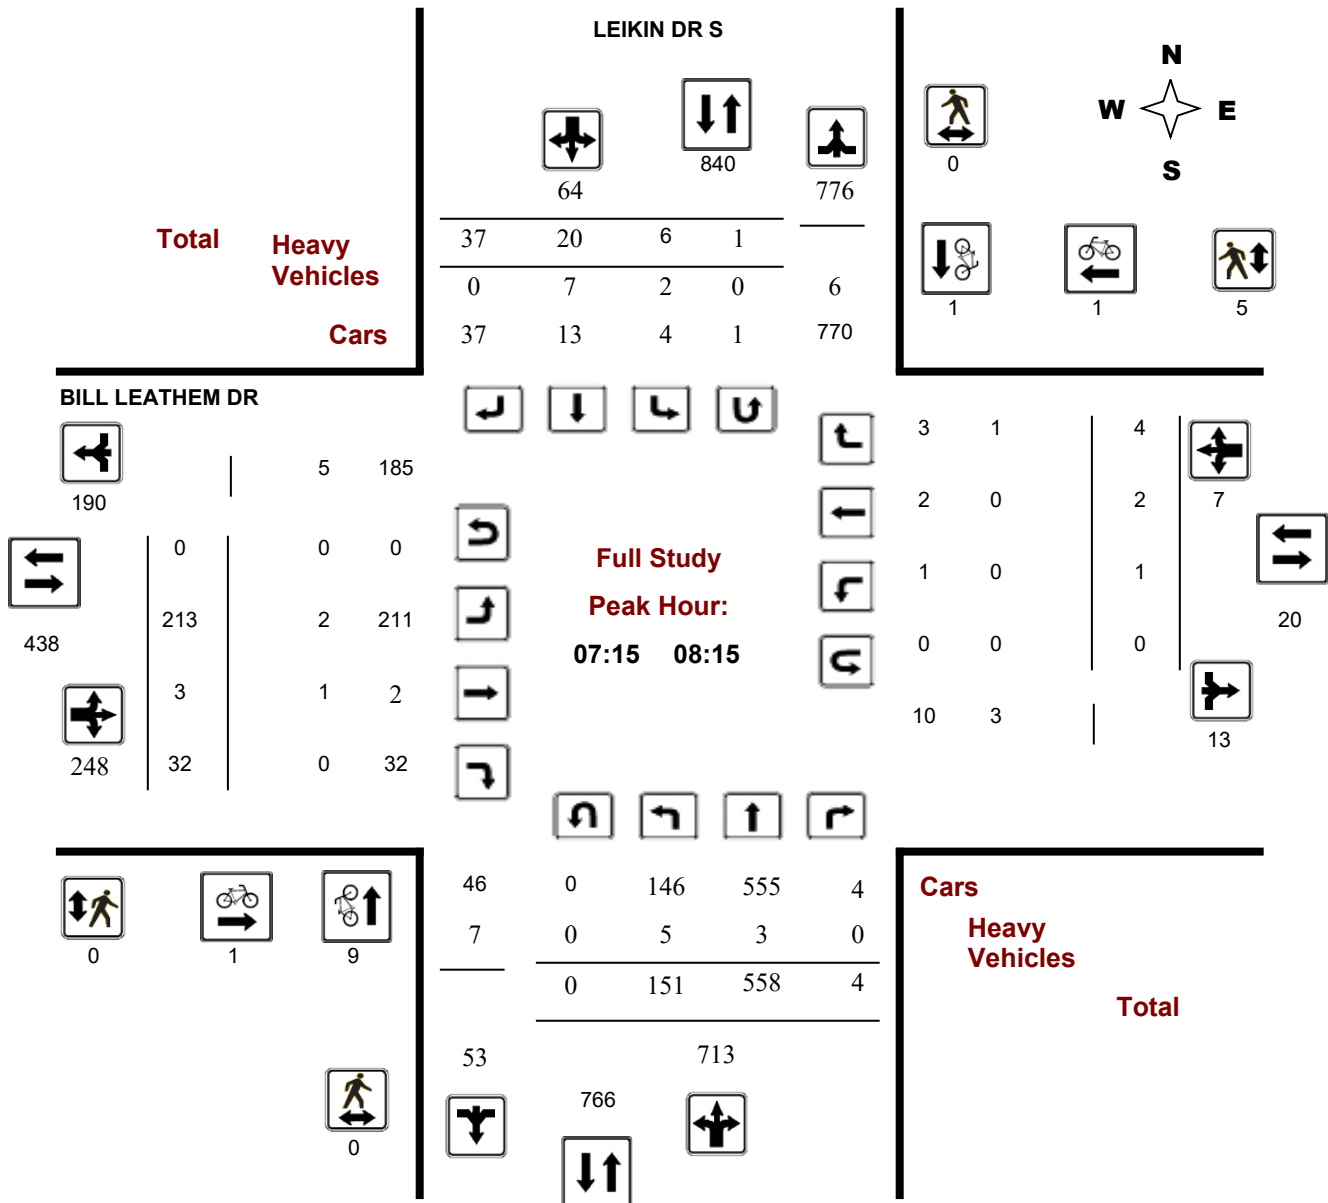 LEIKIN DR S
N
W E
S
840
0
64 776
Total
Heavy
Vehicles
Cars
37 20 6 1
0 7 2 0 6
37 13 4 1 770
1 1 5
BILL LEATHEM DR
190
5 185
0 0 0
213 2 211
438
3 1 2
248 32 0 32
Full Study
Peak Hour:
07:15 08:15
3 1 4
2 0 2 7
1 0 1
20
0 0 0
10 3
13
46 0 146 555 4
7 0 5 3 0
0 151 558 4
53 713
766
0 1 9
0
Cars
Heavy
Vehicles
Total